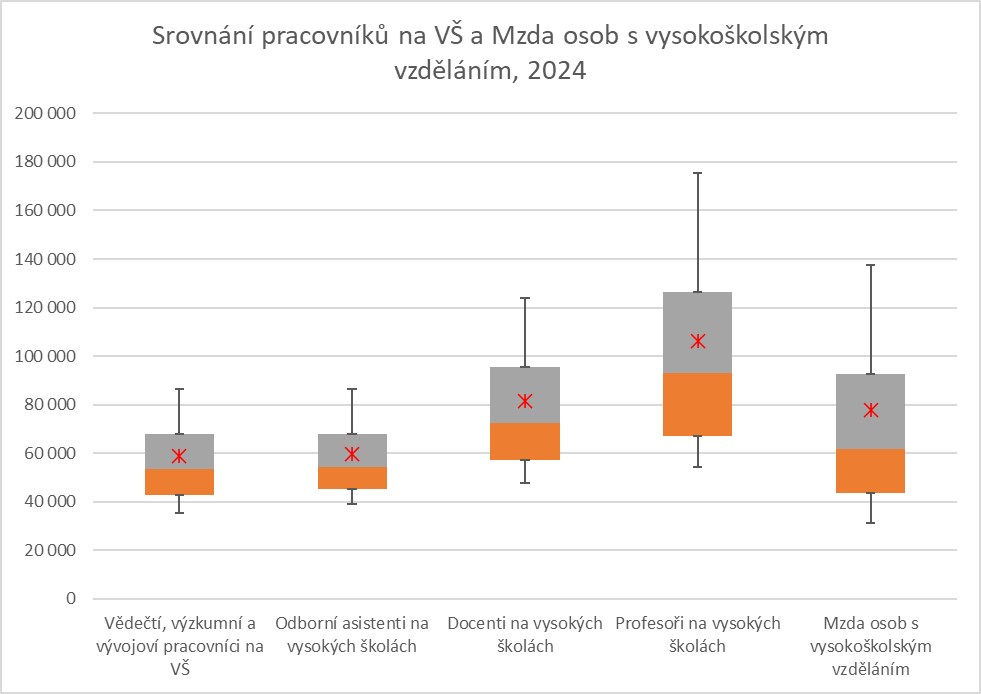 Srovnání pracovníků na VŠ a Mzda osob s vysokoškolským
vzděláním, 2024
200 000
180 000
160 000
140 000
120 000
100 000
80 000
60 000
40 000
20 000
0
Vědečtí, výzkumní a
vývojoví pracovníci na
VŠ
Odborní asistenti na
vysokých školách
Docenti na vysokých
školách
Profesoři na vysokých
školách
Mzda osob s
vysokoškolským
vzděláním